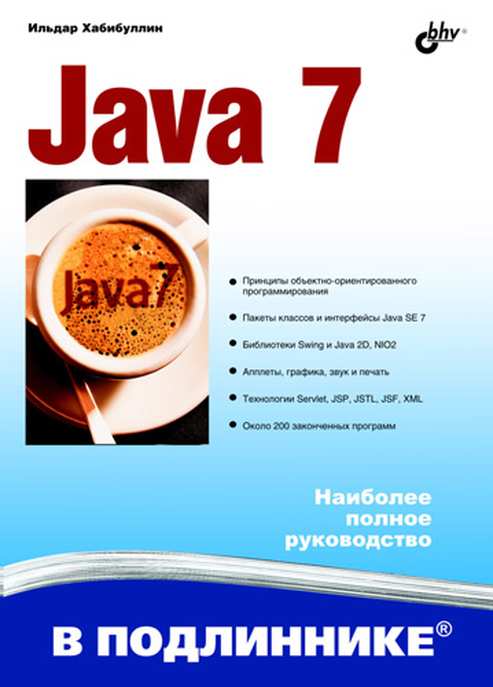 Ильдар Хабибуллин
bhv®
Java 7
Java7
• Принципы объектно-ориентированного
программирования
• Пакеты классов и интерфейсы Java SE 7
• Библиотеки Swing и Java 2D, NIO2
• Апплеты, графика, звук и печать
• Технологии Servlet, JSP, JSTL, JSF, XML
• Около 200 законченных программ
Наиболее
полное
руководство
В ПОДЛИННИКЕ®